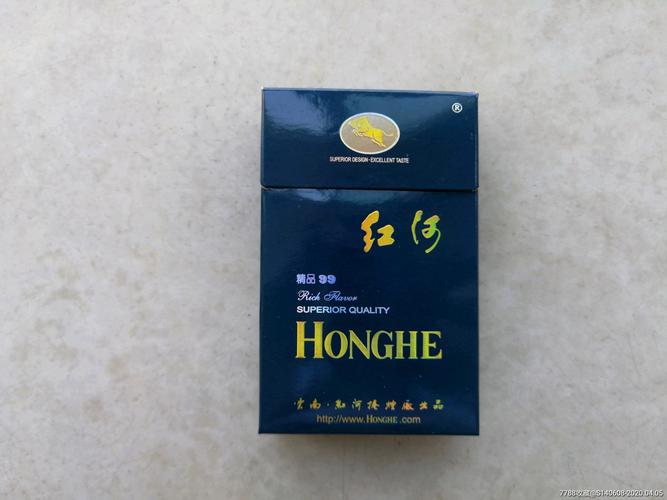 ®
SUPERIOR DESIGN·EXCELLENT TASTE
红河
精品 99
Rich Flavor
SUPERIOR QUALITY
HONGHE
云南·红河卷烟厂出品
http://www.HONGHE.com
7788收藏@S140608-2020.04.05